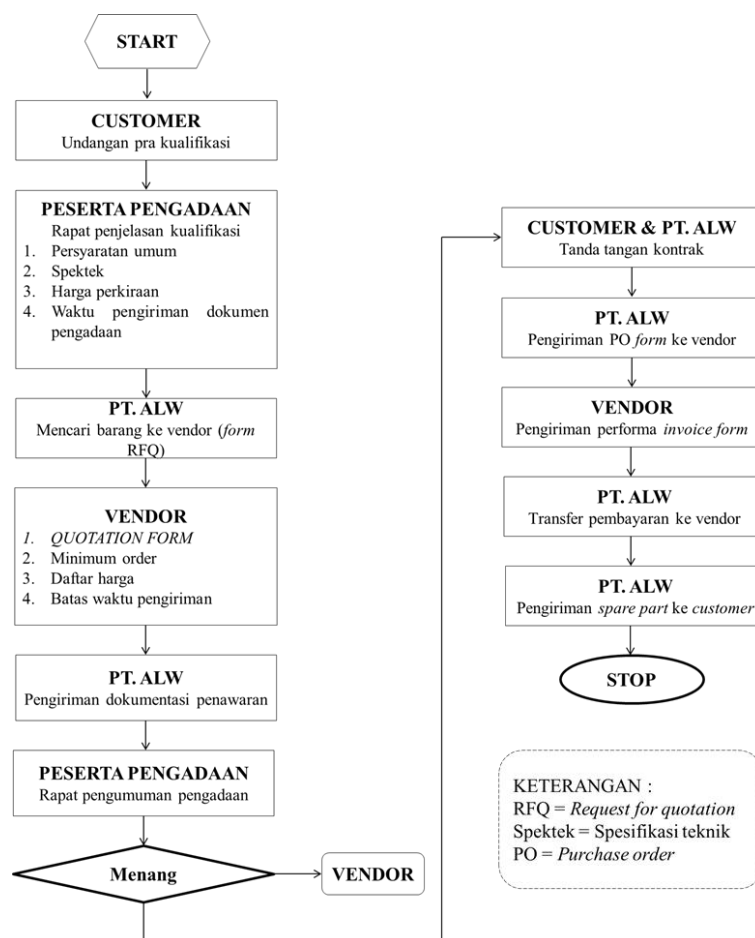 START
CUSTOMER
Undangan pra kualifikasi
PESERTA PENGADAAN
Rapat penjelasan kualifikasi
1. Persyaratan umum
2. Spektek
3. Harga perkiraan
4. Waktu pengiriman dokumen
pengadaan
PT. ALW
Mencari barang ke vendor (form
RFQ)
VENDOR
1. QUOTATION FORM
2. Minimum order
3. Daftar harga
4. Batas waktu pengiriman
PT. ALW
Pengiriman dokumentasi penawaran
PESERTA PENGADAAN
Rapat pengumuman pengadaan
Menang
VENDOR
CUSTOMER & PT. ALW
Tanda tangan kontrak
PT. ALW
Pengiriman PO form ke vendor
VENDOR
Pengiriman performa invoice form
PT. ALW
Transfer pembayaran ke vendor
PT. ALW
Pengiriman spare part ke customer
STOP
KETERANGAN :
RFQ = Request for quotation
Spektek = Spesifikasi teknik
PO = Purchase order